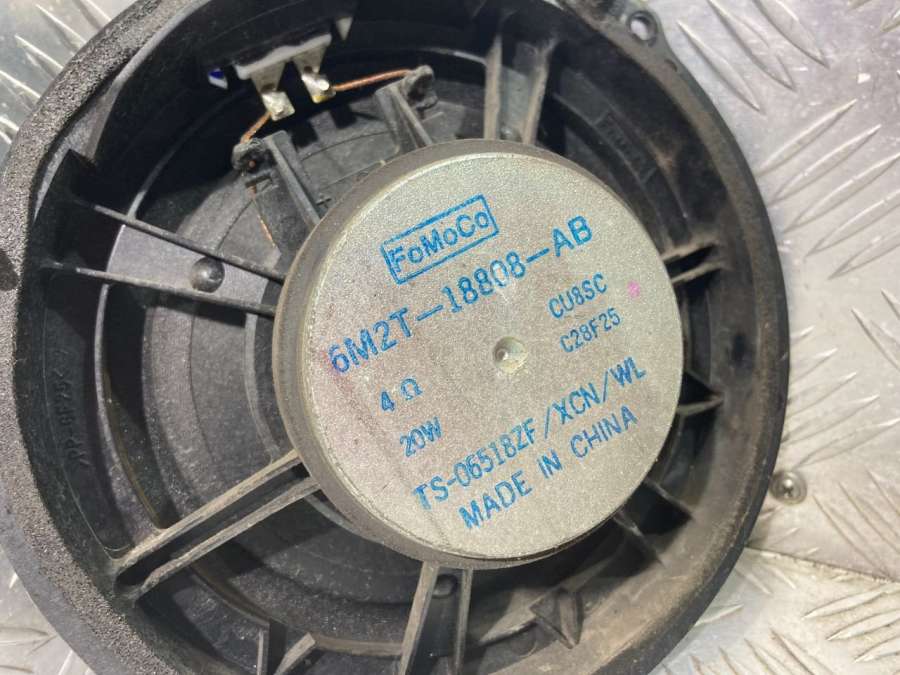 FoMoCo
6M2T-18808-AB
CU8SC
C28F25
4 Ω
20W
TS-06518ZF/XCN/WL
MADE IN CHINA